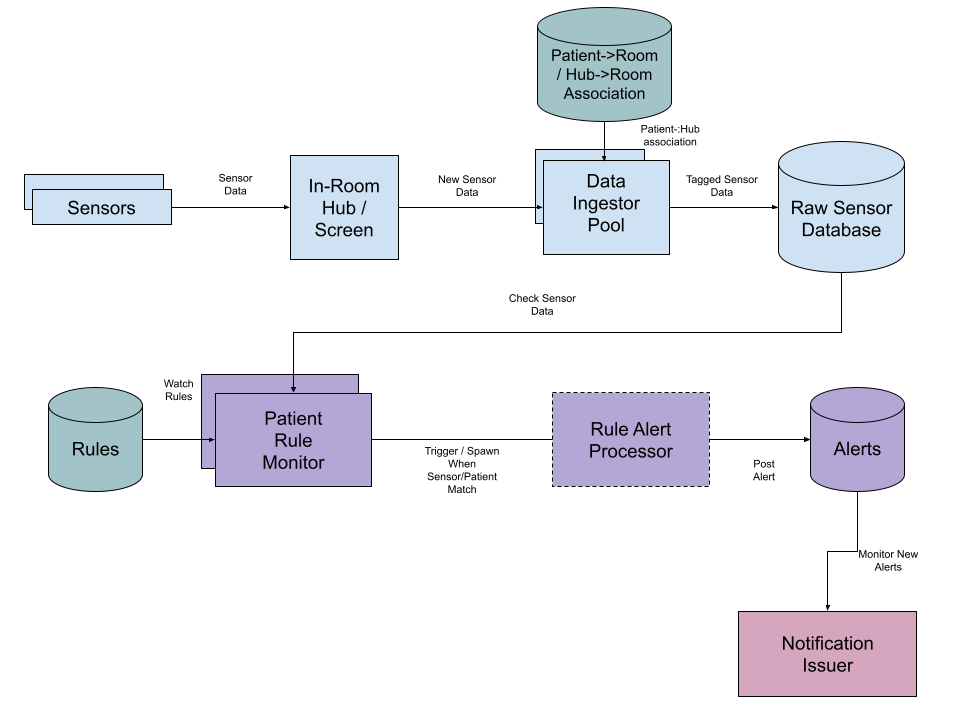 Patient->Room
/ Hub->Room
Association
Patient-:Hub
association
Sensor
Data
New Sensor
Data
Tagged Sensor
Data
Sensors
In-Room
Hub /
Screen
Data
Ingestor
Pool
Raw Sensor
Database
Check Sensor
Data
Watch
Rules
Rules
Patient
Rule
Monitor
Trigger / Spawn
When
Sensor/Patient
Match
Rule Alert
Processor
Post
Alert
Alerts
Monitor New
Alerts
Notification
Issuer